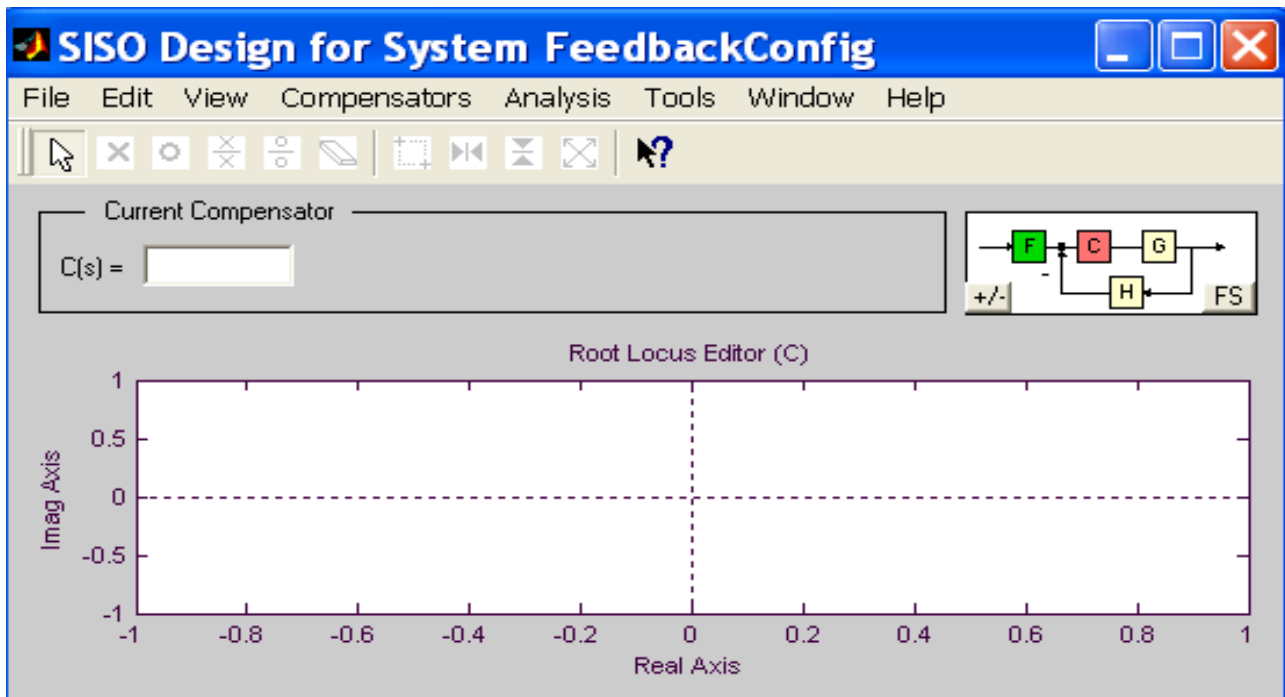 SISO Design for System FeedbackConfig
File Edit View Compensators Analysis Tools Window Help
Current Compensator
C(s) =
F C G
-
+/- H FS
Root Locus Editor (C)
1
0.5
0
-0.5
-1
Imag Axis
-1 -0.8 -0.6 -0.4 -0.2 0 0.2 0.4 0.6 0.8 1
Real Axis